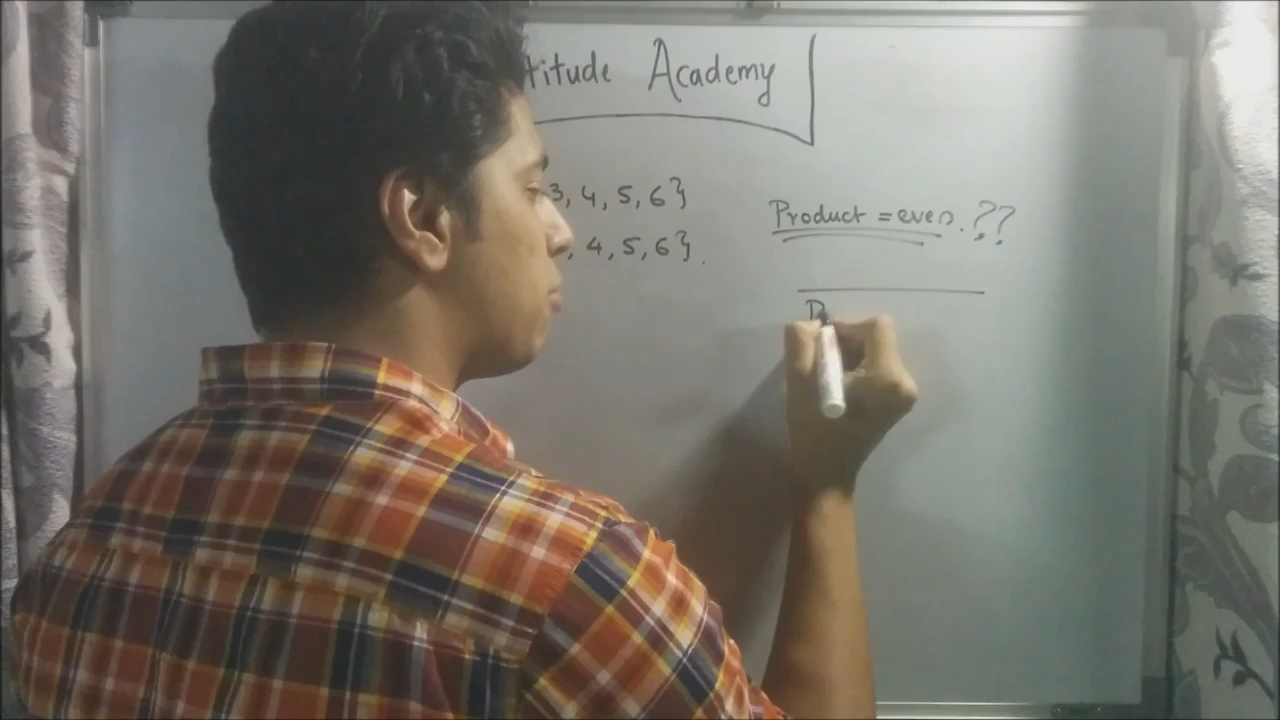 titude Academy
3, 4, 5, 6}
Product = even.??
, 4, 5, 6}.